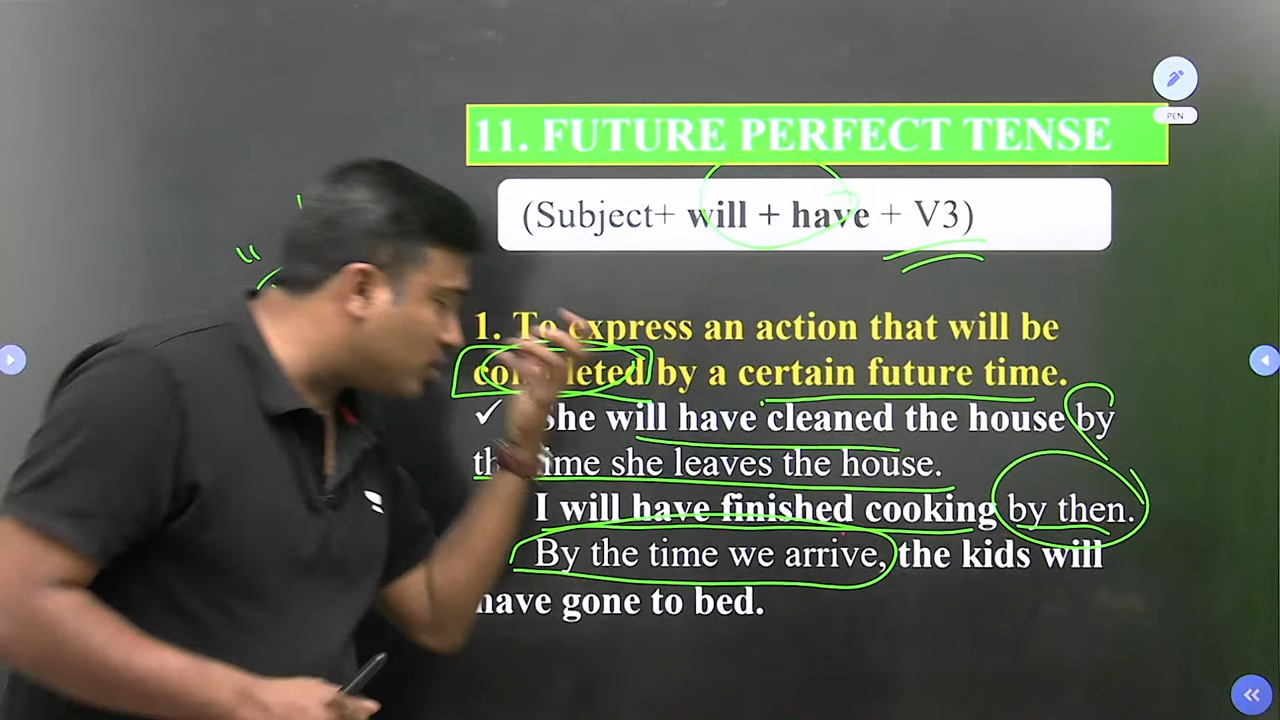 11. FUTURE PERFECT TENSE
PEN
(Subject+ will + have + V3)
1. To express an action that will be
completed by a certain future time.
✓ She will have cleaned the house by
the time she leaves the house.
I will have finished cooking by then.
By the time we arrive, the kids will
have gone to bed.